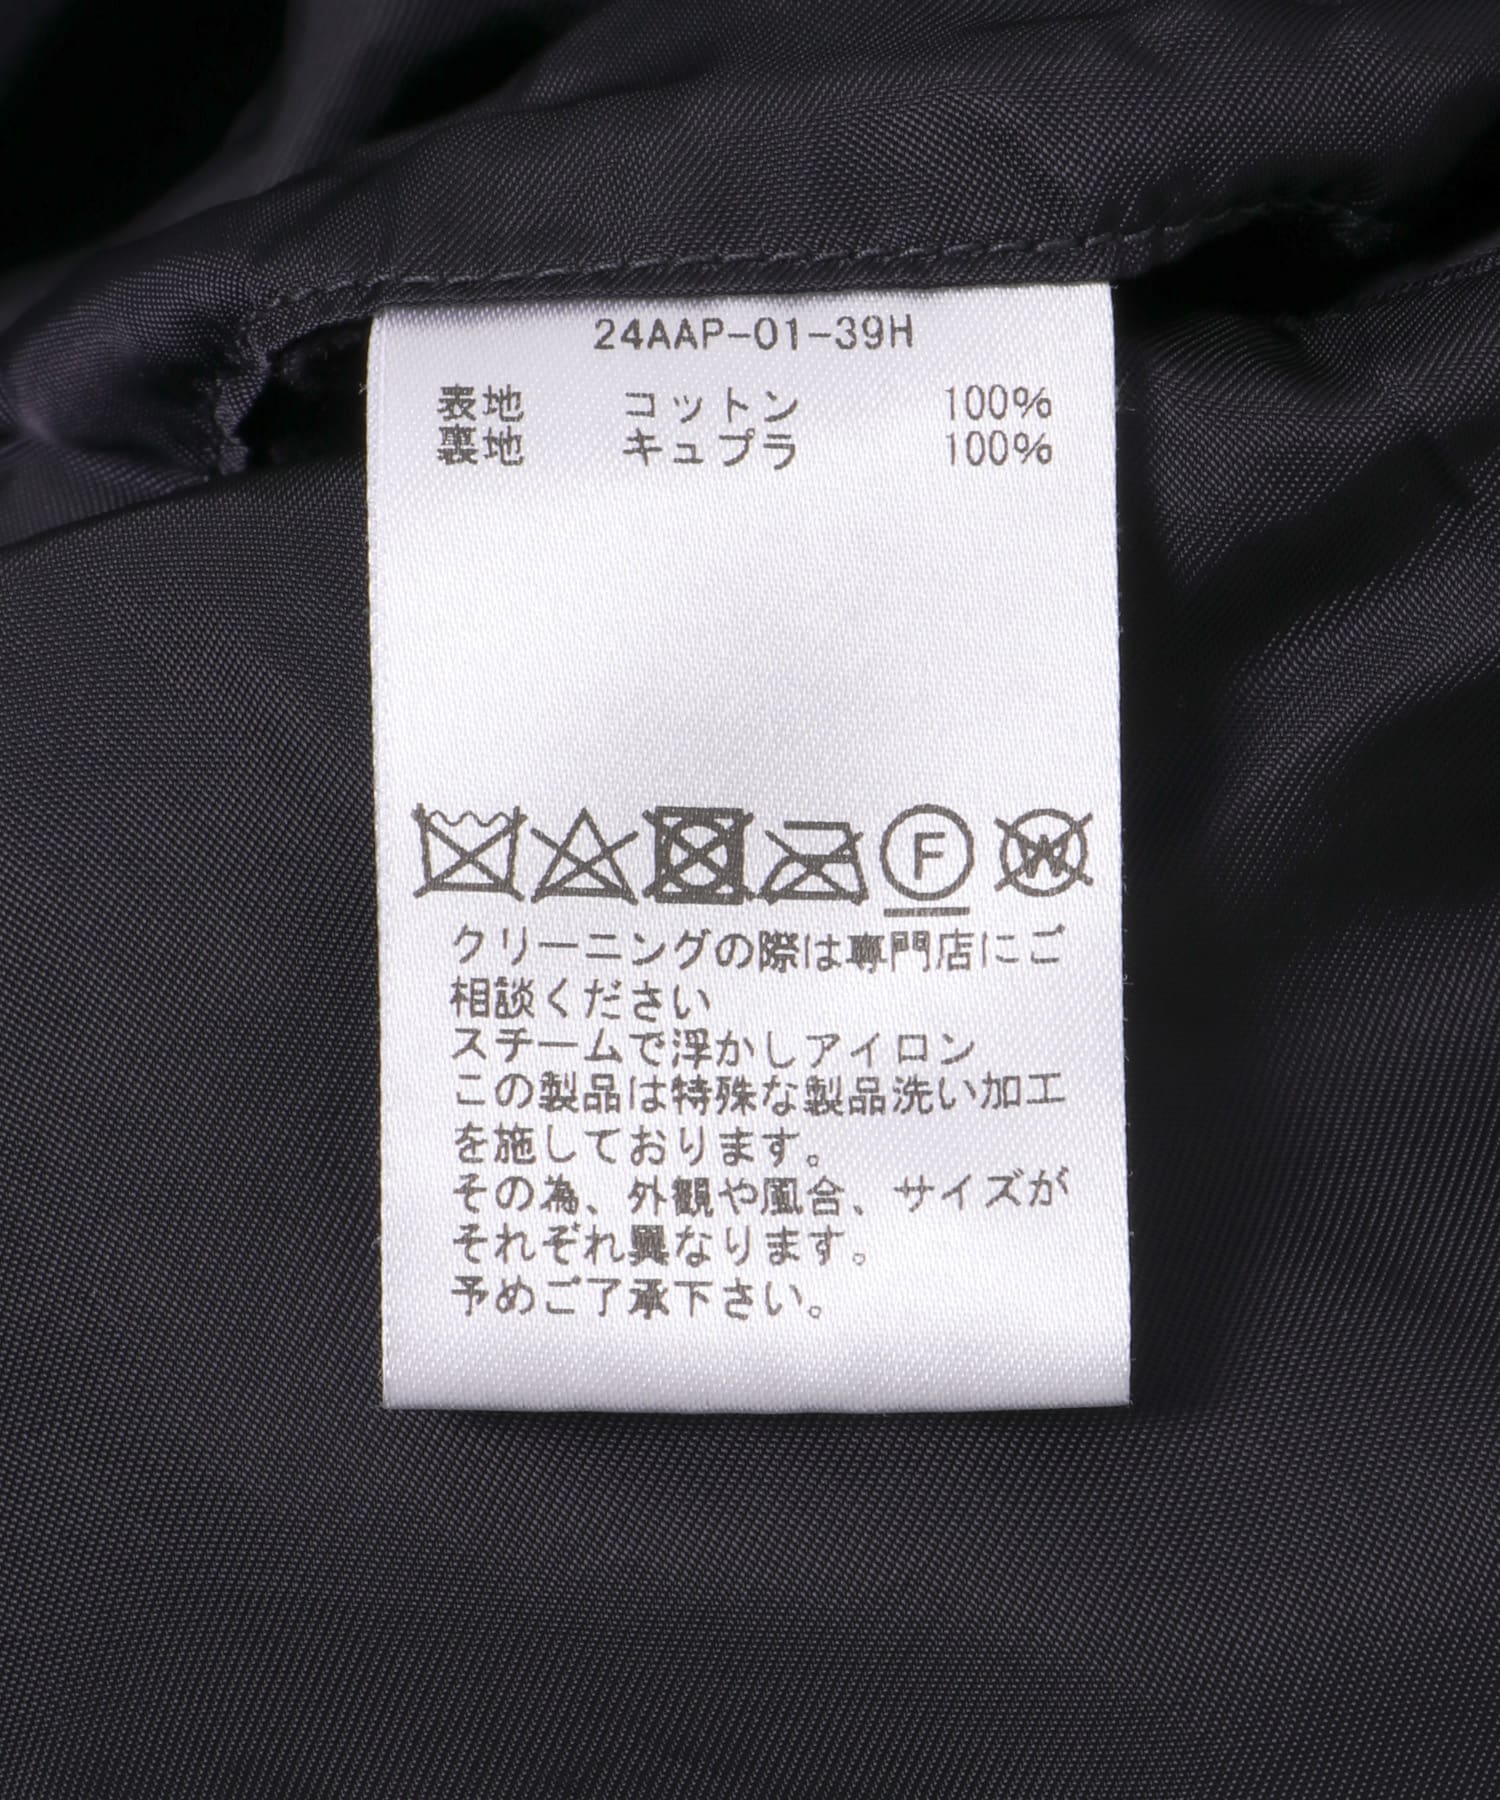 24AAP-01-39H
表地 コットン 100%
裏地 キュプラ 100%
F W
クリーニングの際は専門店にご
相談ください
スチームで浮かしアイロン
この製品は特殊な製品洗い加工
を施しております。
その為、外観や風合、サイズが
それぞれ異なります。
予めご了承下さい。